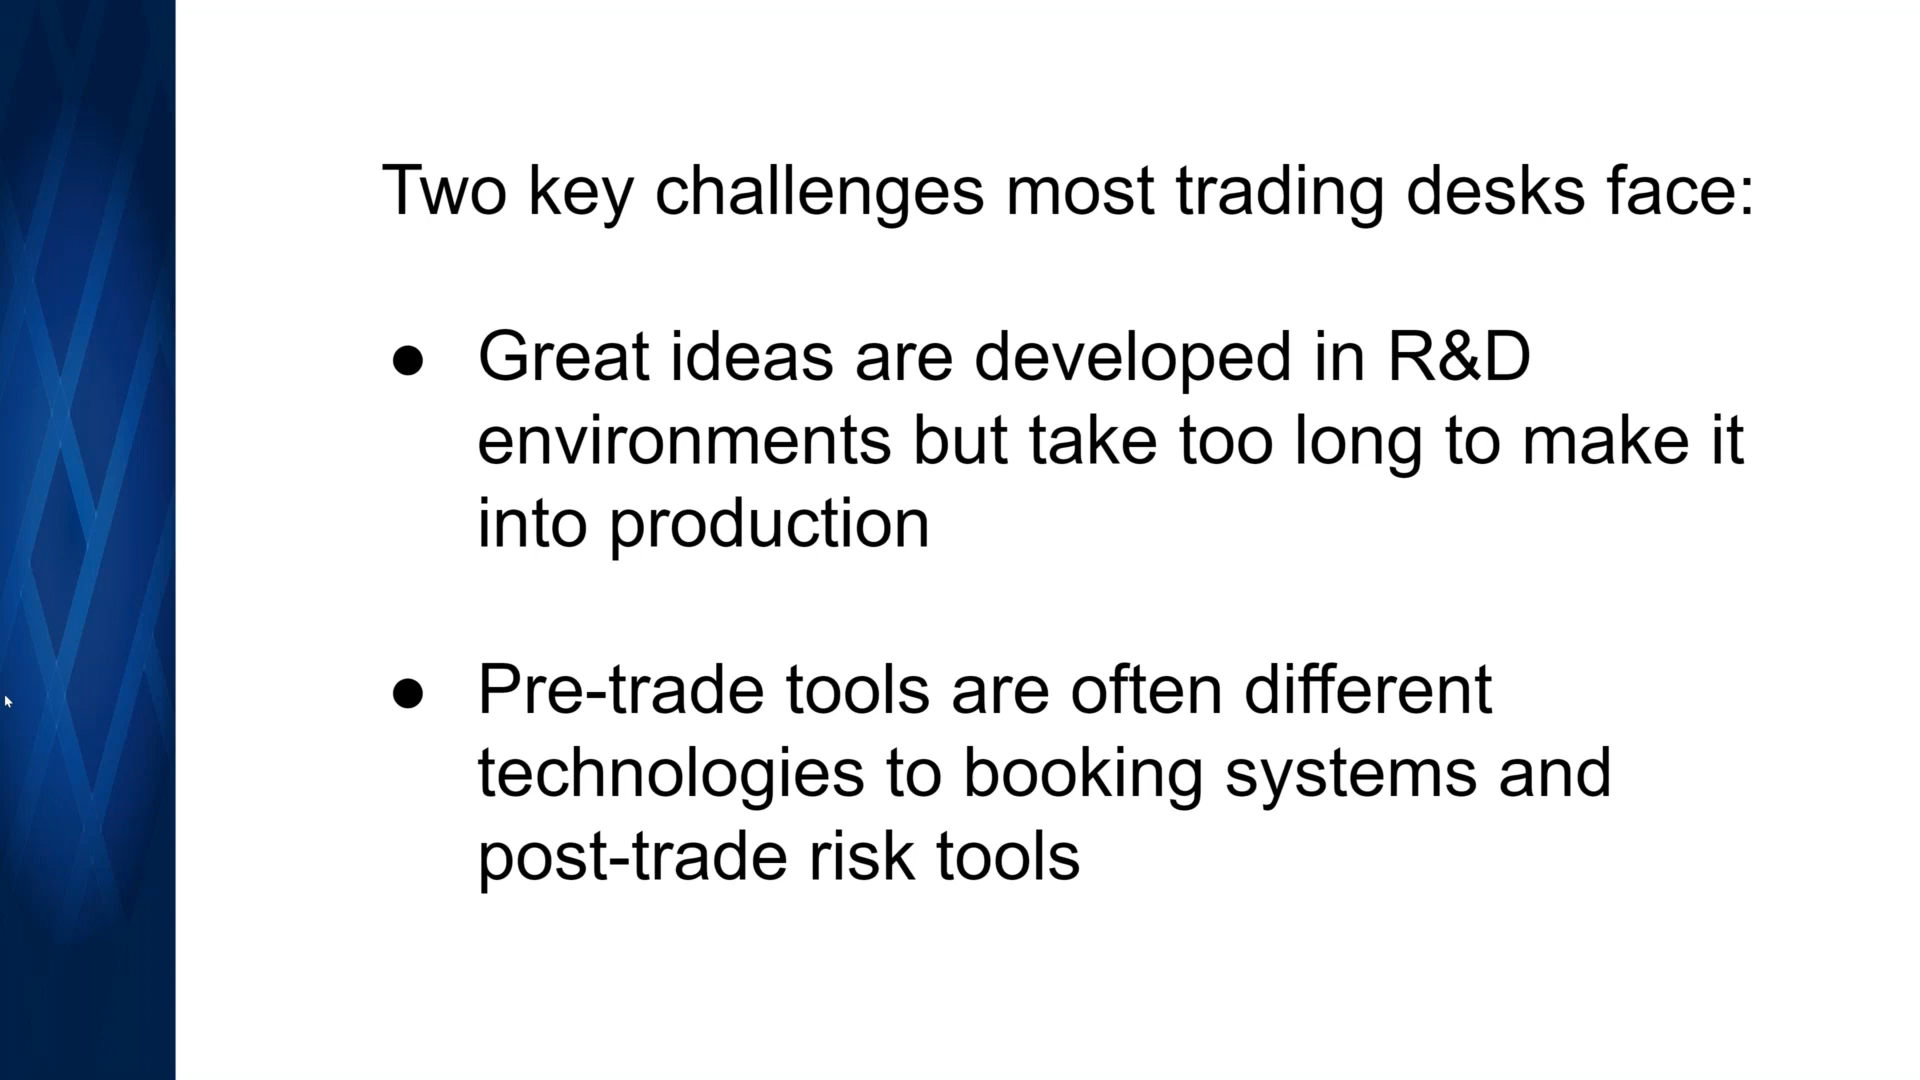 Two key challenges most trading desks face:
● Great ideas are developed in R&D
environments but take too long to make it
into production
● Pre-trade tools are often different
technologies to booking systems and
post-trade risk tools